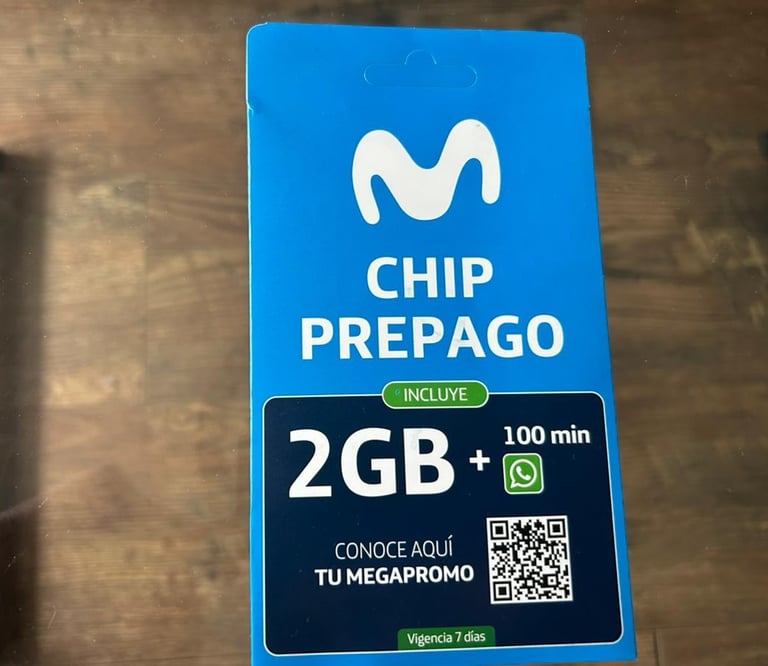 CHIP
PREPAGO
INCLUYE
2GB + 100 min
CONOCE AQUÍ
TU MEGAPROMO
Vigencia 7 días